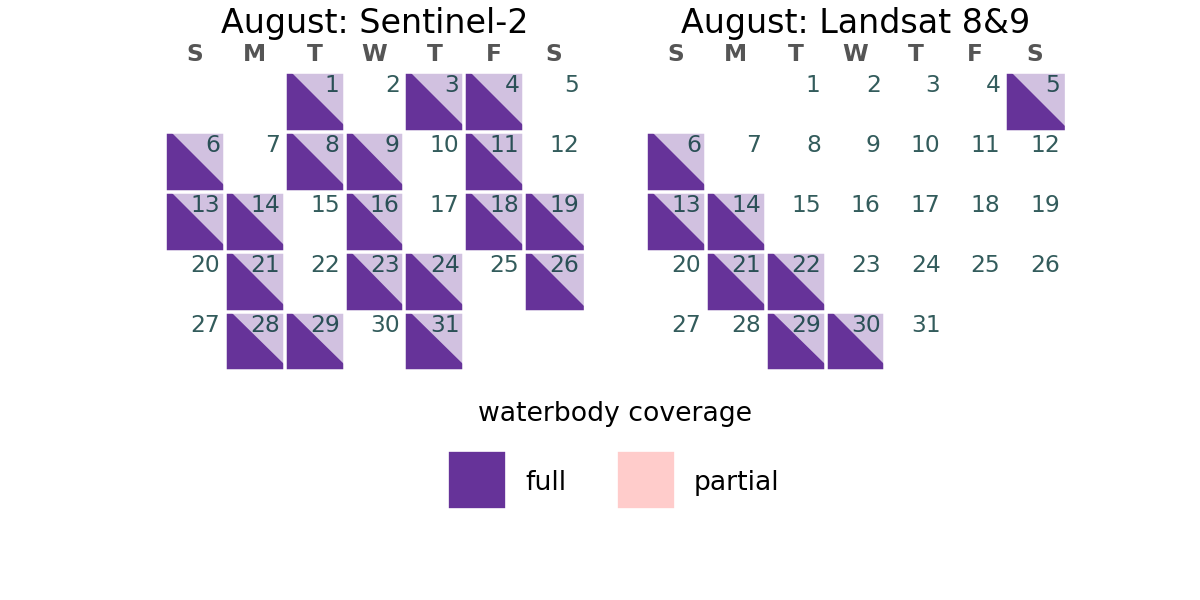 August: Sentinel-2
S M T W T F S
1 2 3 4 5
6 7 8 9 10 11 12
13 14 15 16 17 18 19
20 21 22 23 24 25 26
27 28 29 30 31
August: Landsat 8&9
S M T W T F S
1 2 3 4 5
6 7 8 9 10 11 12
13 14 15 16 17 18 19
20 21 22 23 24 25 26
27 28 29 30 31
waterbody coverage
full
partial